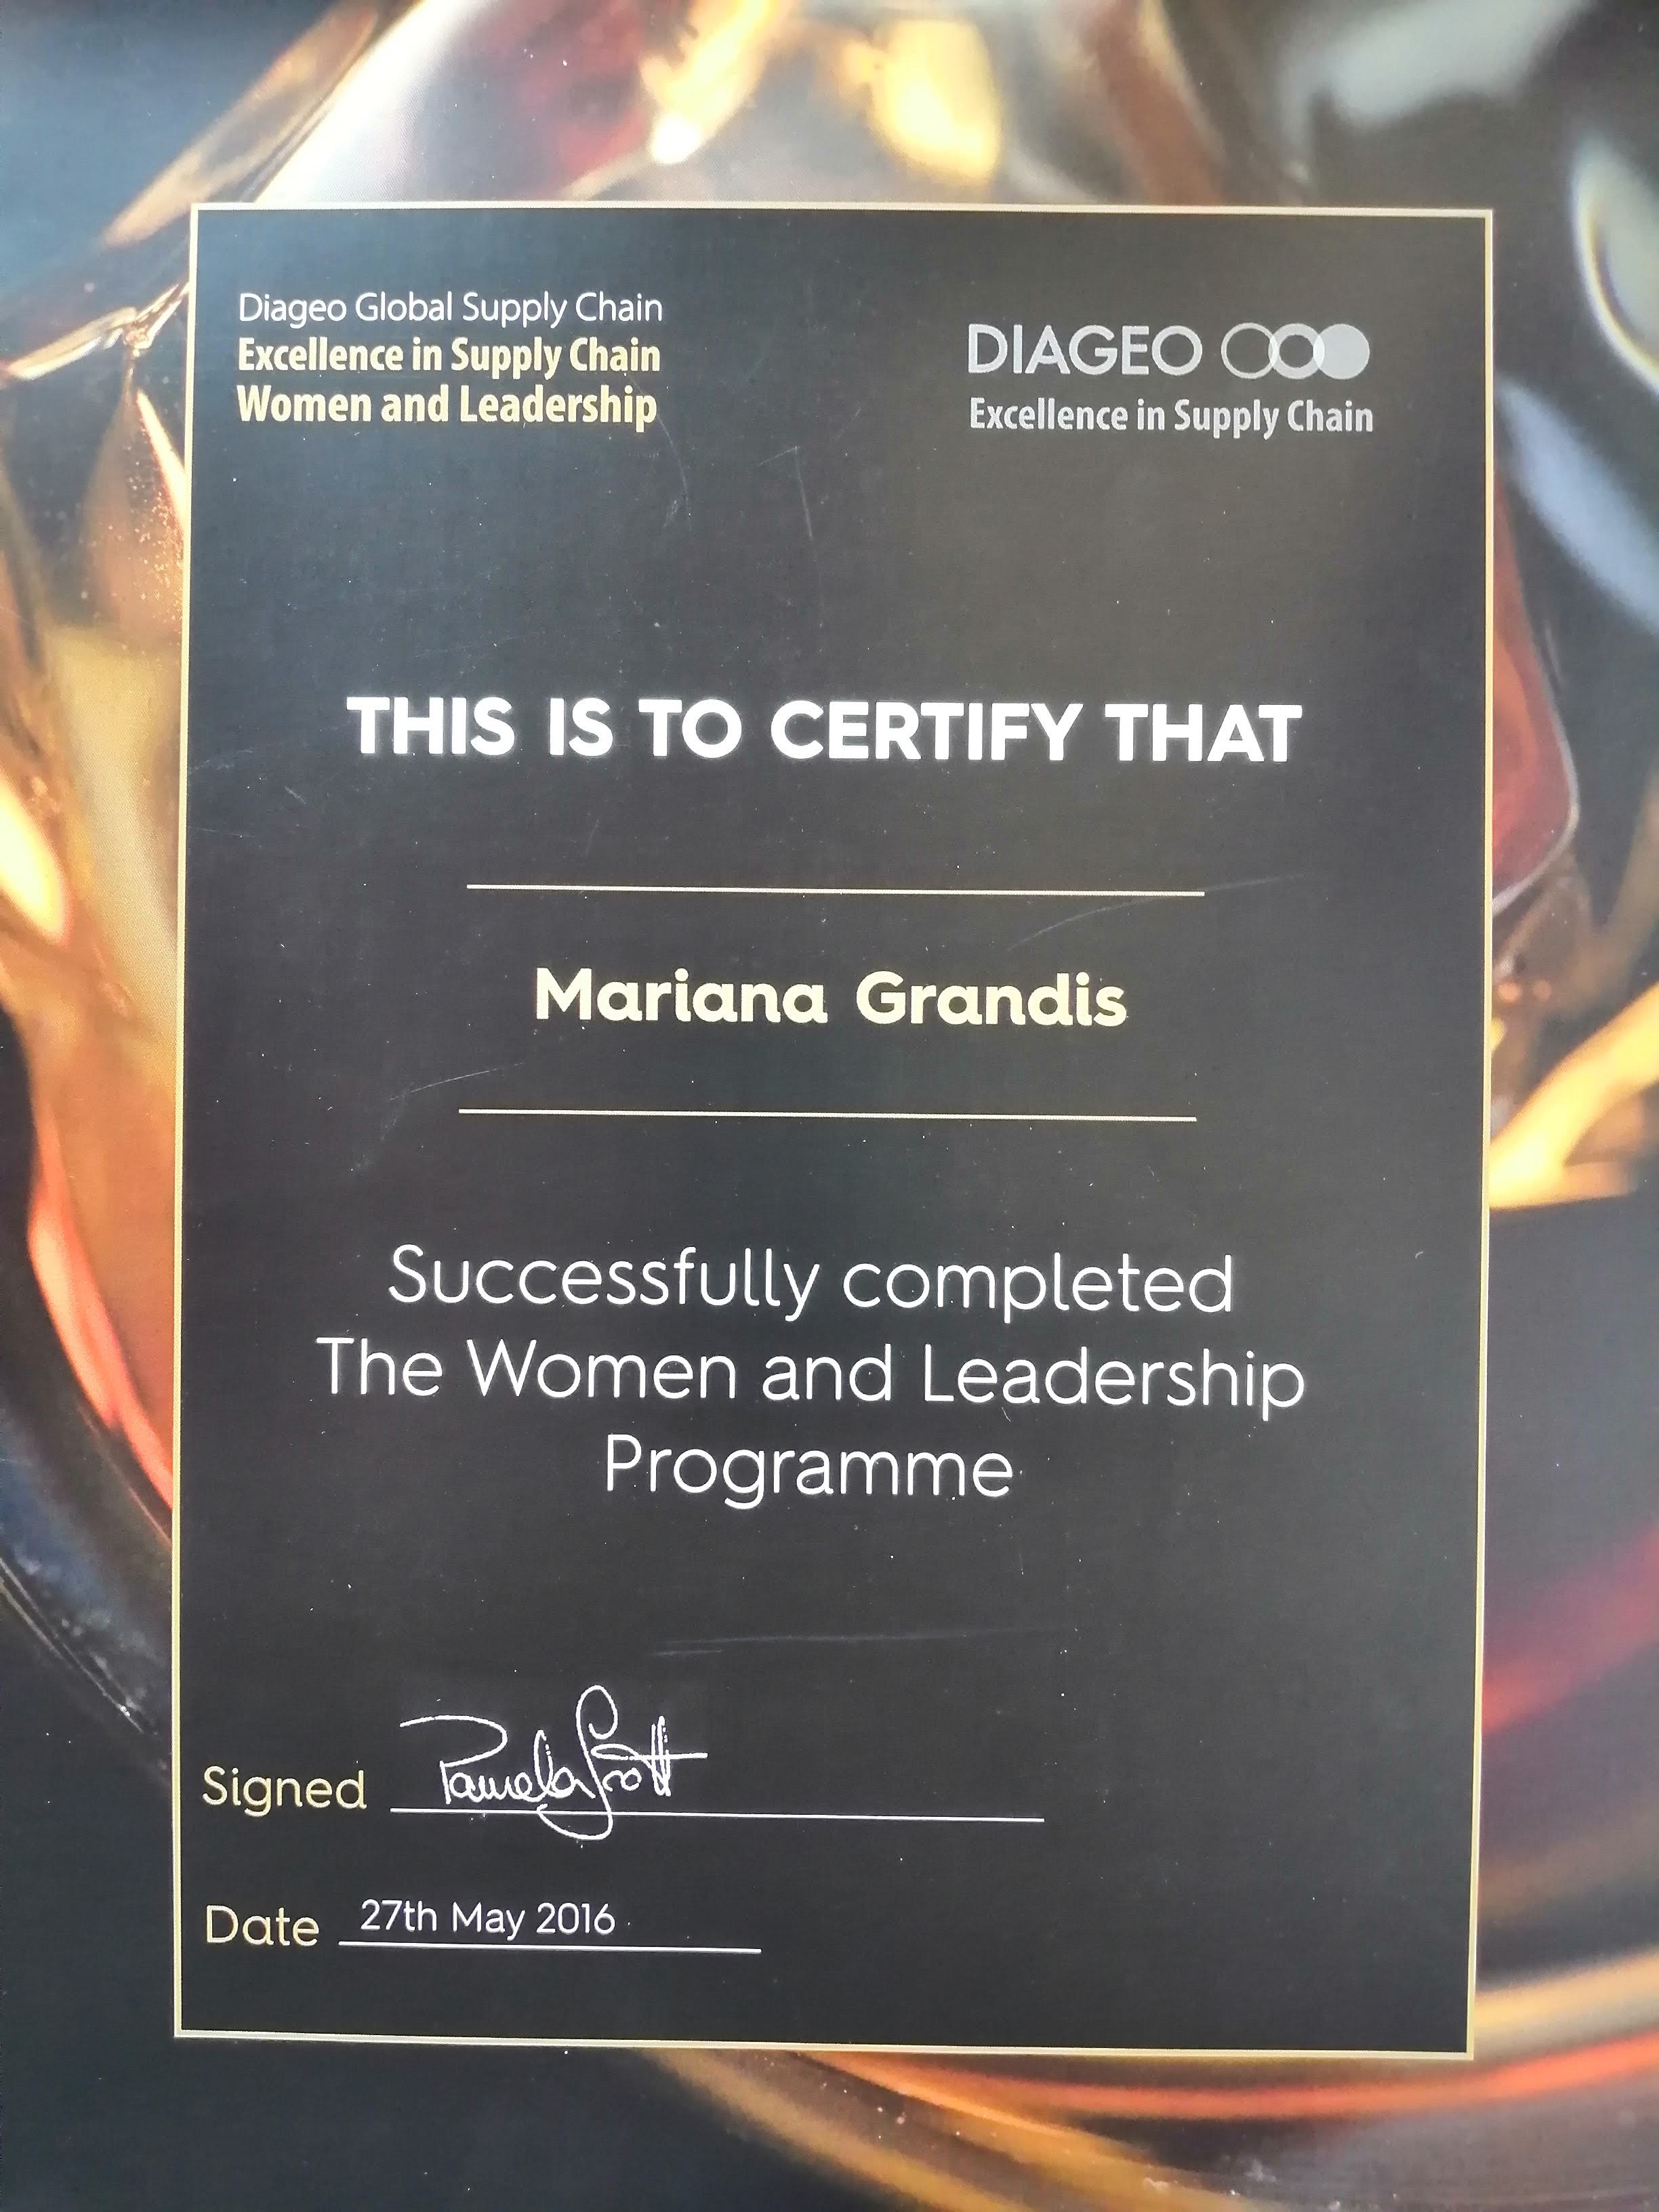 Diageo Global Supply Chain
Excellence in Supply Chain
Women and Leadership
DIAGEO
Excellence in Supply Chain
THIS IS TO CERTIFY THAT
Mariana Grandis
Successfully completed
The Women and Leadership
Programme
Signed Pamela Scott
Date 27th May 2016